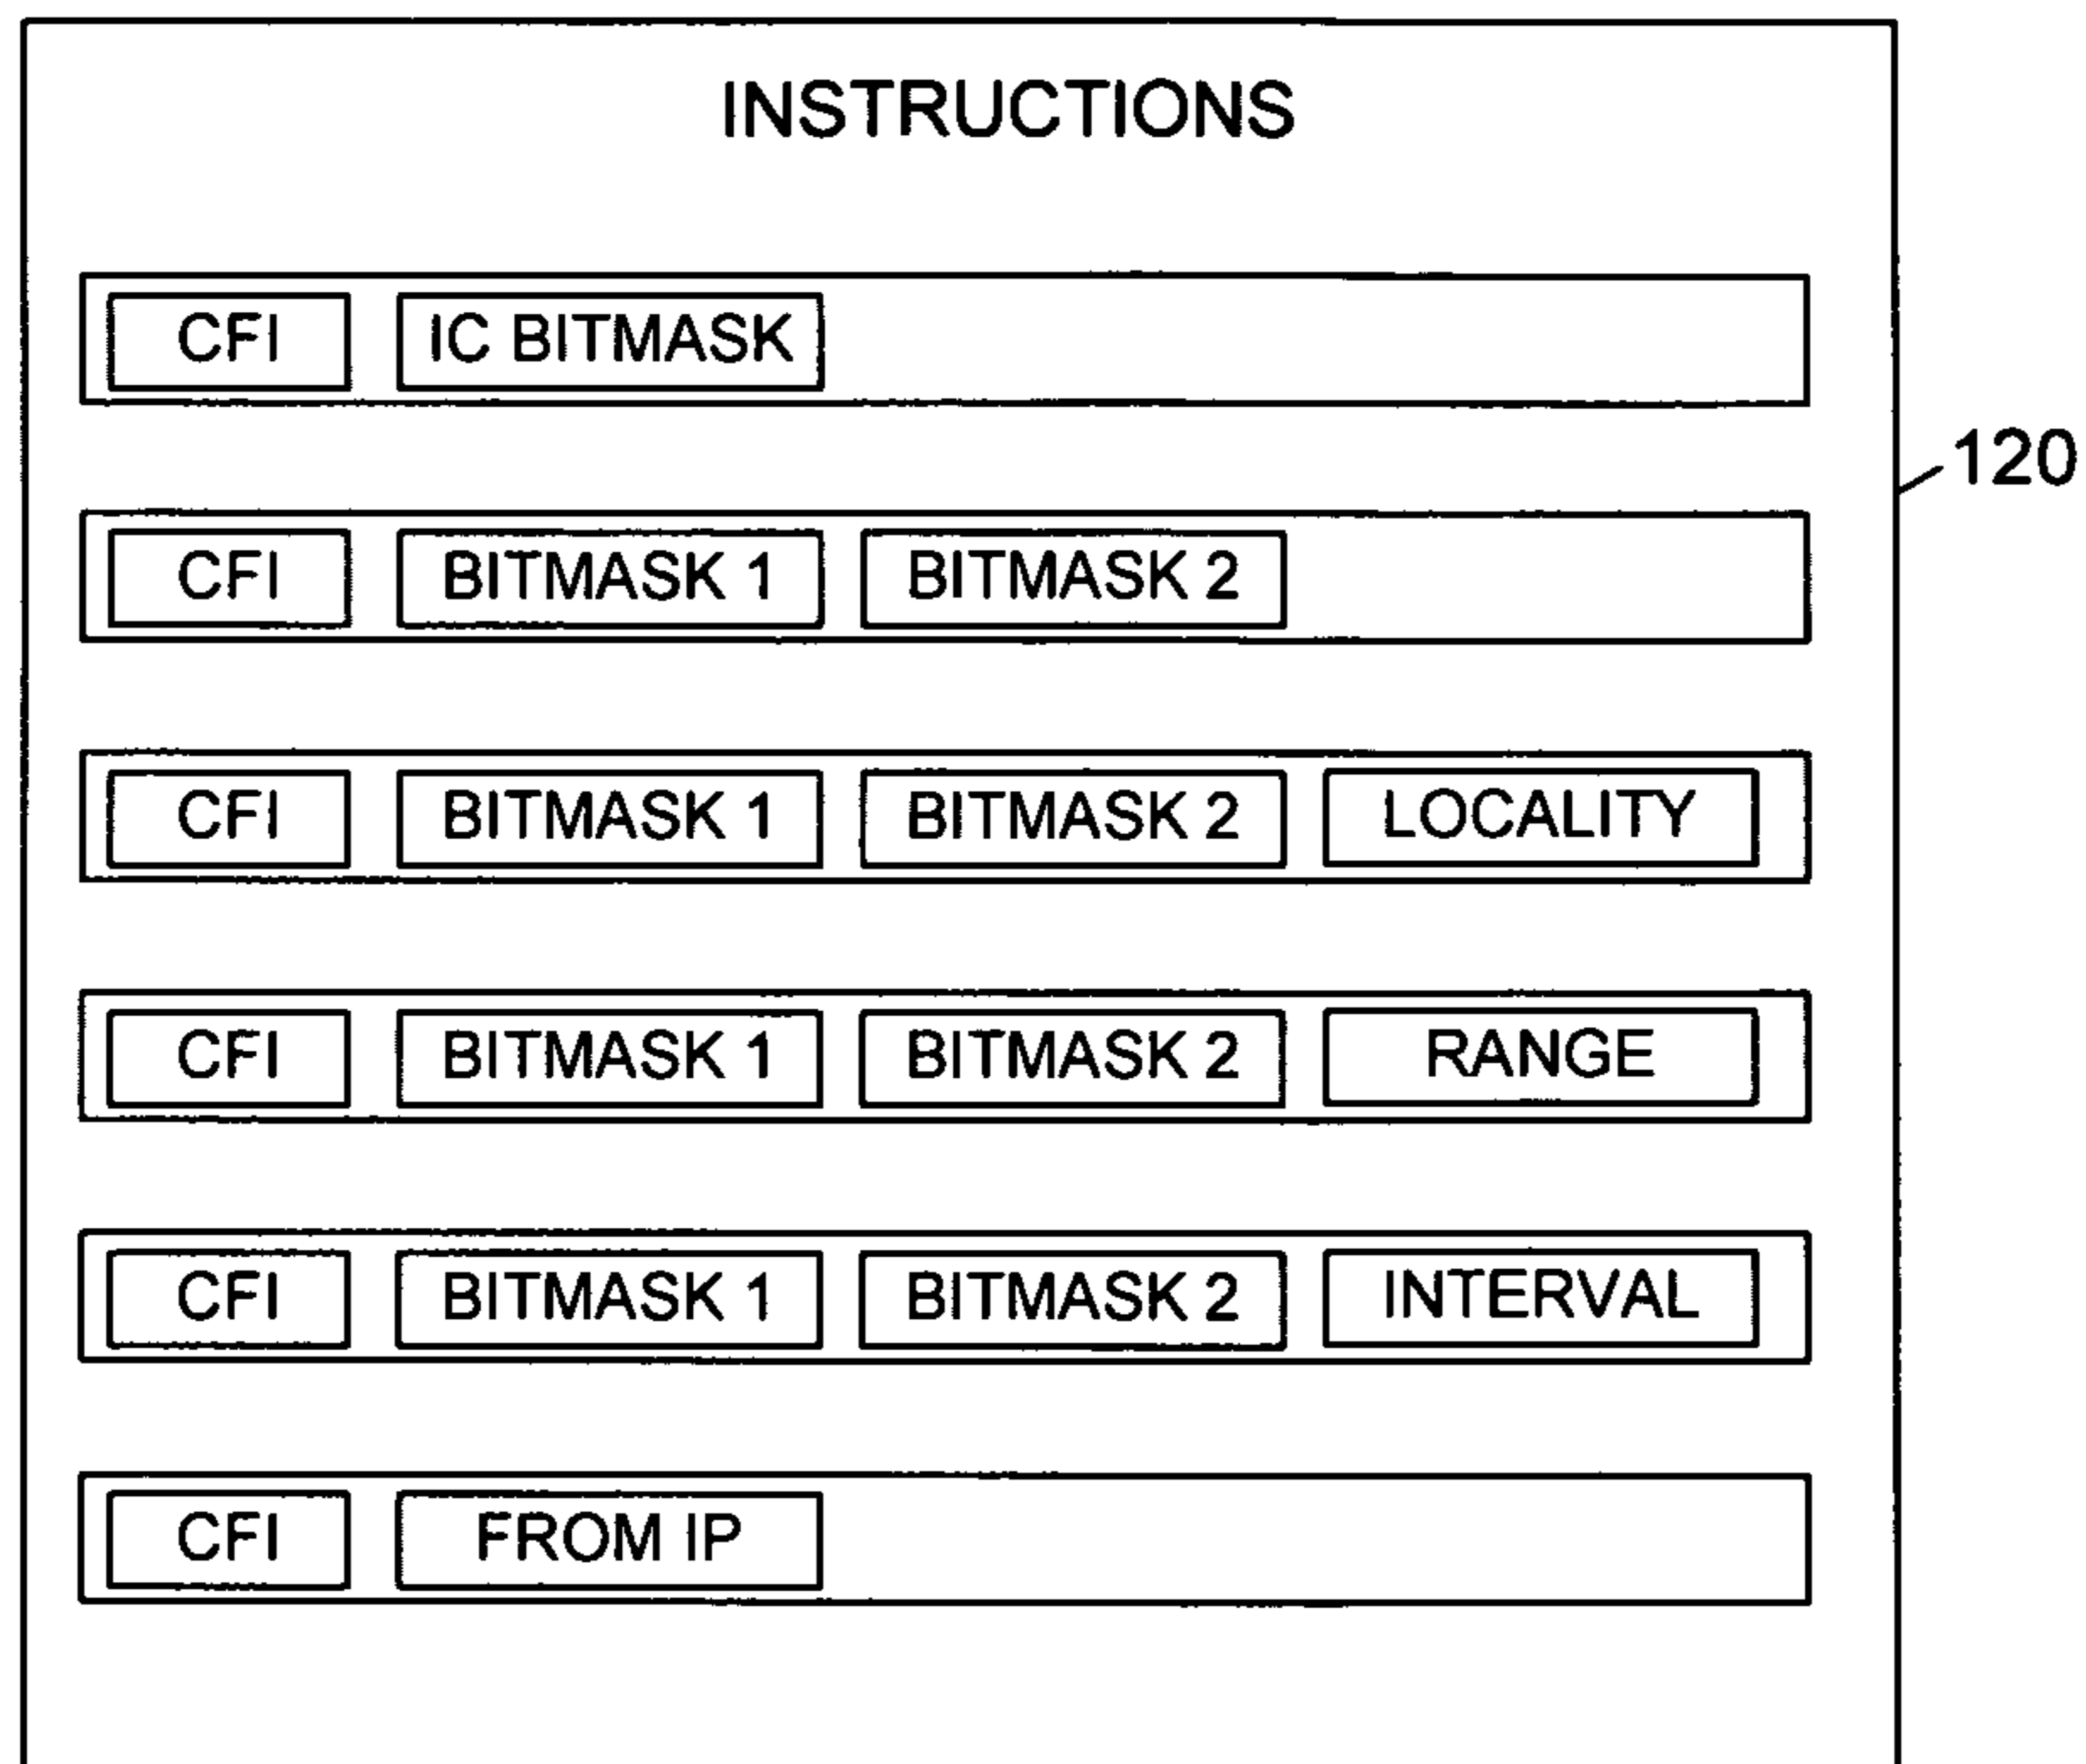 INSTRUCTIONS
CFI IC BITMASK
120
CFI BITMASK 1 BITMASK 2
CFI BITMASK 1 BITMASK 2 LOCALITY
CFI BITMASK 1 BITMASK 2 RANGE
CFI BITMASK 1 BITMASK 2 INTERVAL
CFI FROM IP